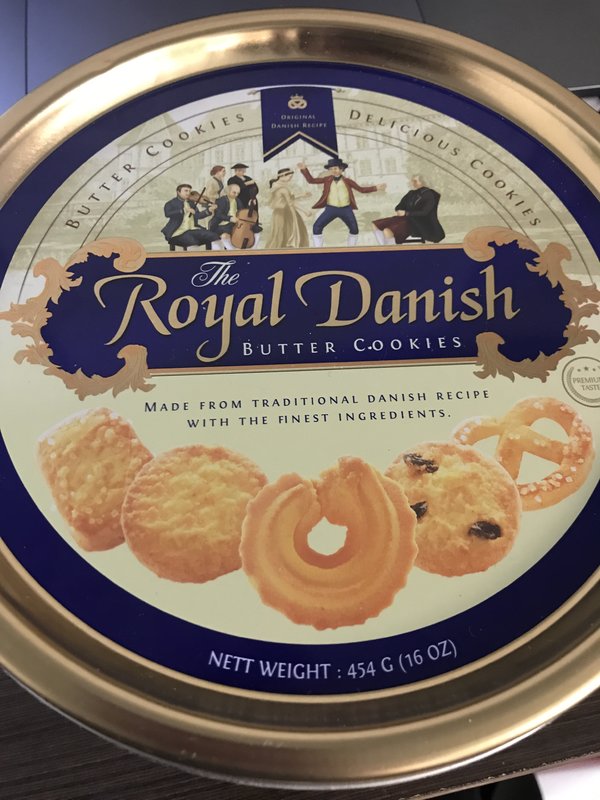 ORIGINAL
DANISH RECIPE
BUTTER COOKIES
DELICIOUS COOKIES
The
Royal Danish
BUTTER COOKIES
MADE FROM TRADITIONAL DANISH RECIPE
WITH THE FINEST INGREDIENTS.
PREMIUM
TASTE
NETT WEIGHT : 454 G (16 OZ)